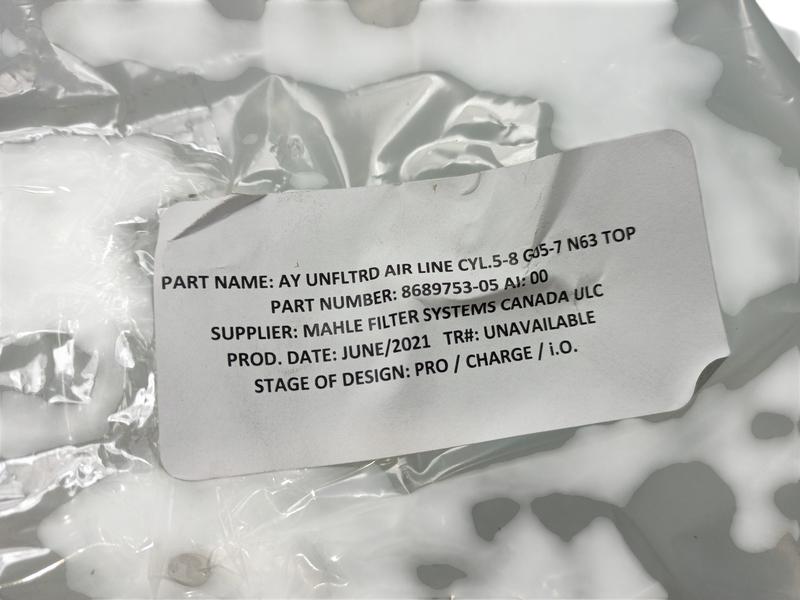 PART NAME: AY UNFLTRD AIR LINE CYL.5-8 G05-7 N63 TOP
PART NUMBER: 8689753-05 AI: 00
SUPPLIER: MAHLE FILTER SYSTEMS CANADA ULC
PROD. DATE: JUNE/2021 TR#: UNAVAILABLE
STAGE OF DESIGN: PRO / CHARGE / i.O.